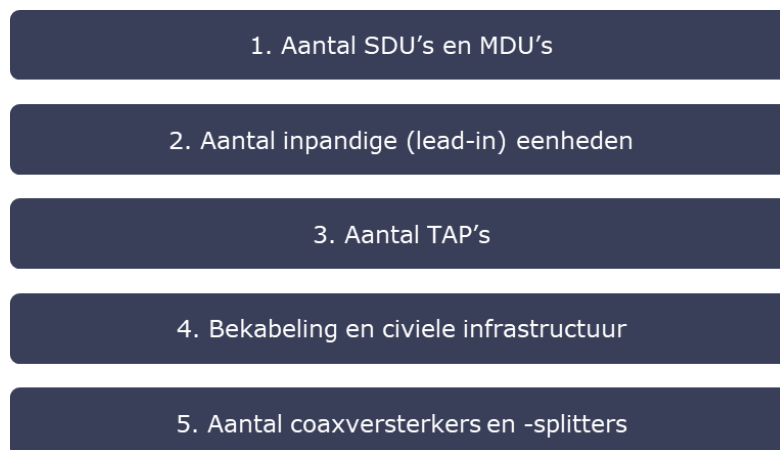 1. Aantal SDU’s en MDU’s
2. Aantal inpandige (lead-in) eenheden
3. Aantal TAP’s
4. Bekabeling en civiele infrastructuur
5. Aantal coaxversterkers en -splitters